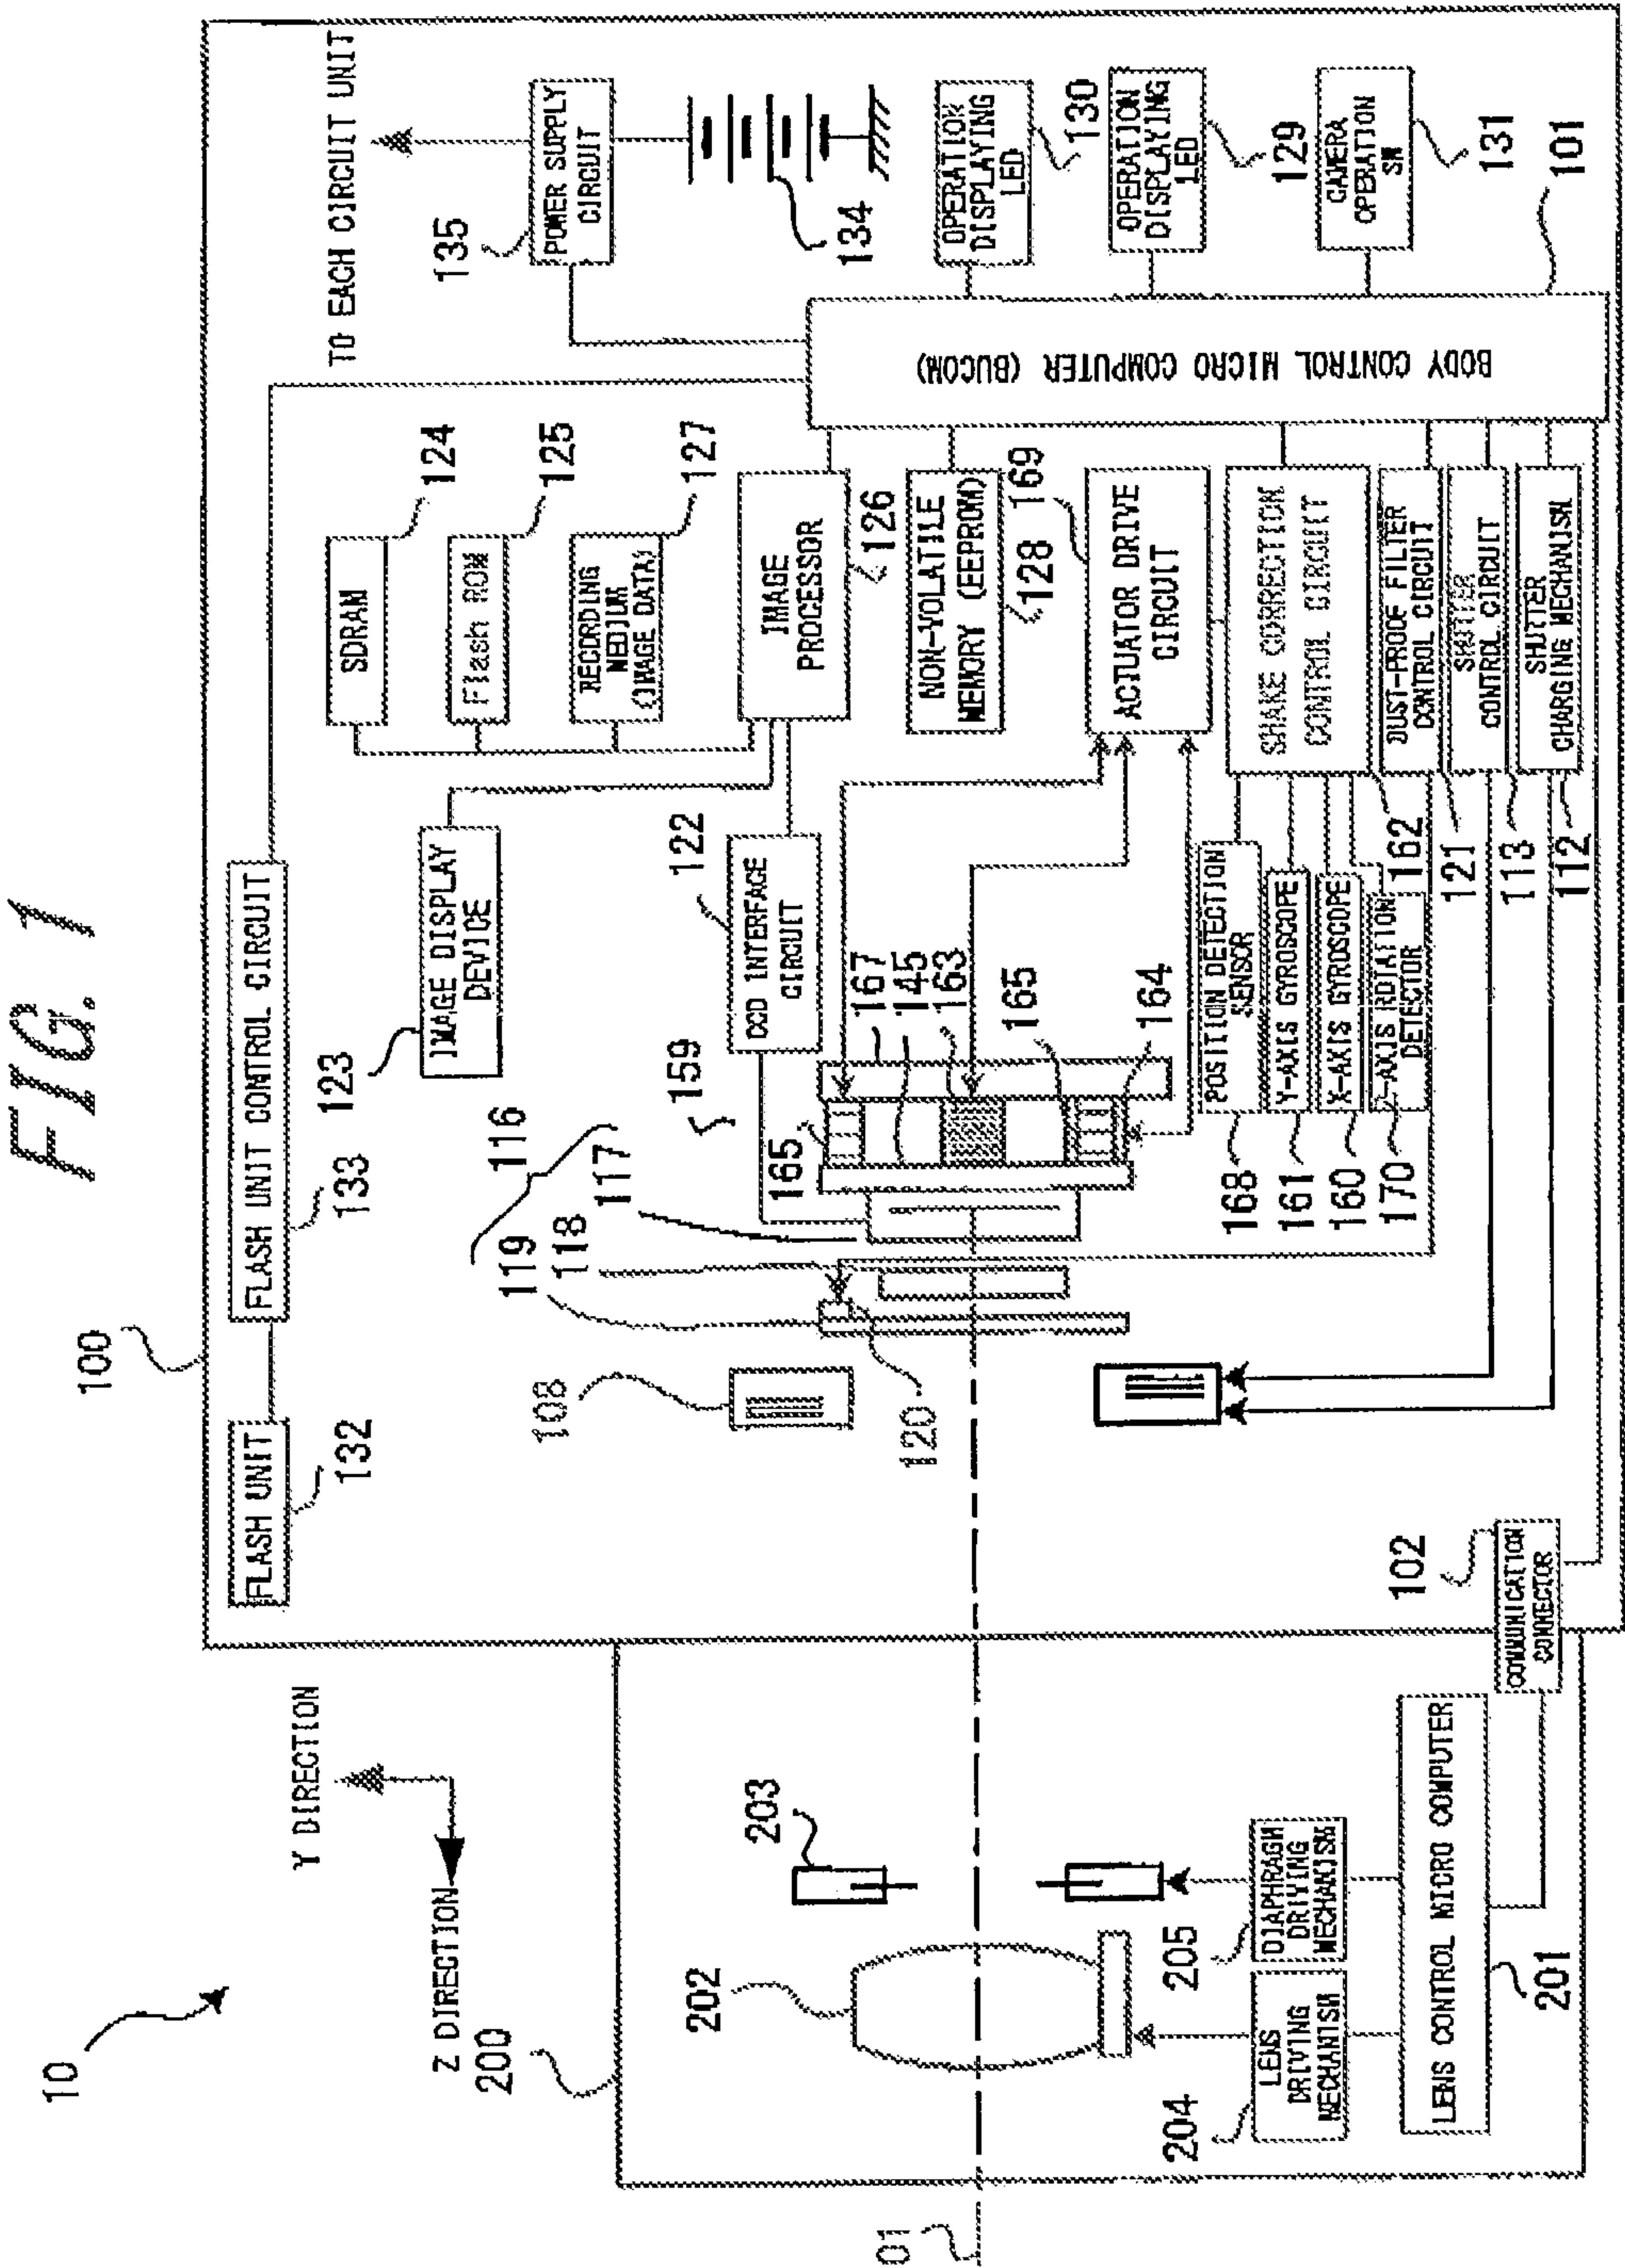 FIG. 1
10
100
Y DIRECTION
Z DIRECTION
200
FLASH UNIT
132
FLASH UNIT CONTROL CIRCUIT
133
TO EACH CIRCUIT UNIT
POWER SUPPLY
CIRCUIT
135
134
SDRAM
124
Flash ROM
125
RECORDING
MEDIUM
(IMAGE DATA)
127
IMAGE DISPLAY
DEVICE
123
IMAGE
PROCESSOR
126
CCD INTERFACE
CIRCUIT
122
NON-VOLATILE
MEMORY (EEPROM)
128
ACTUATOR DRIVE
CIRCUIT
169
OPERATION
DISPLAYING
LED
130
OPERATION
DISPLAYING
LED
129
CAMERA
OPERATION
SW
131
101
BODY CONTROL MICRO COMPUTER (BUCOM)
116
159
119
118
117
165
167
145
163
165
164
108
120
SHAKE CORRECTION
CONTROL CIRCUIT
162
DUST-PROOF FILTER
CONTROL CIRCUIT
121
SHUTTER
CONTROL CIRCUIT
113
SHUTTER
CHARGING MECHANISM
112
POSITION DETECTION
SENSOR
168
Y-AXIS GYROSCOPE
161
X-AXIS GYROSCOPE
160
DETECTOR
170
203
202
LENS
DRIVING
MECHANISM
204
DIAPHRAGM
DRIVING
MECHANISM
205
LENS CONTROL MICRO COMPUTER
201
COMMUNICATION
CONNECTOR
102
O1